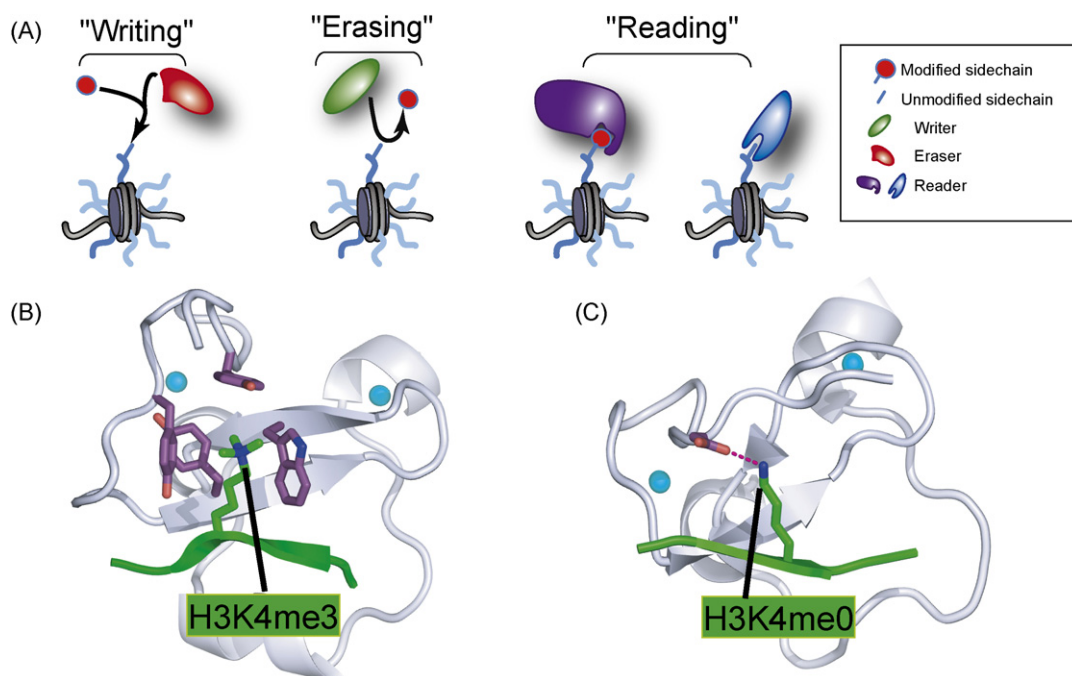 (A)
"Writing"
"Erasing"
"Reading"
Modified sidechain
Unmodified sidechain
Writer
Eraser
Reader
(B)
(C)
H3K4me3
H3K4me0